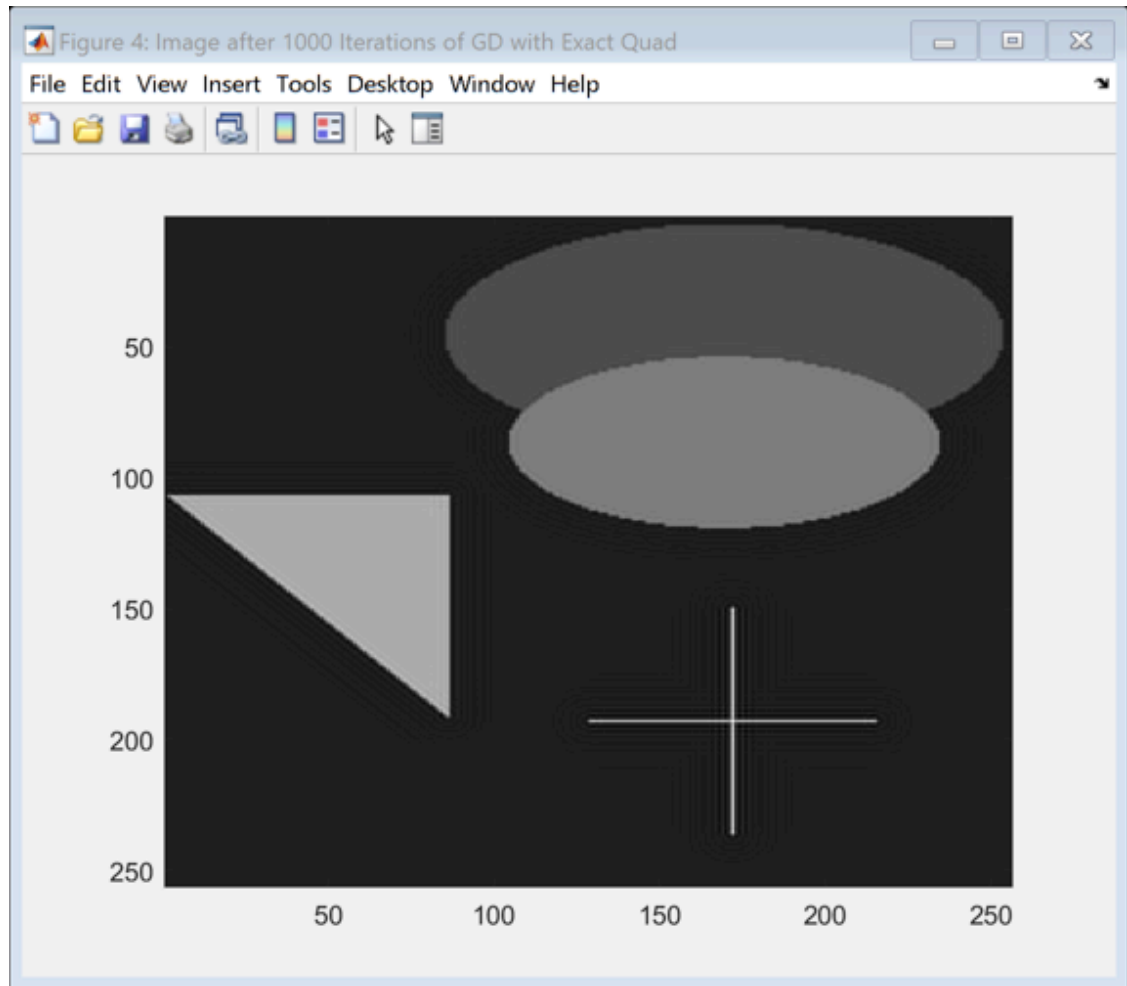 Figure 4: Image after 1000 Iterations of GD with Exact Quad
File Edit View Insert Tools Desktop Window Help
50
100
150
200
250
50 100 150 200 250